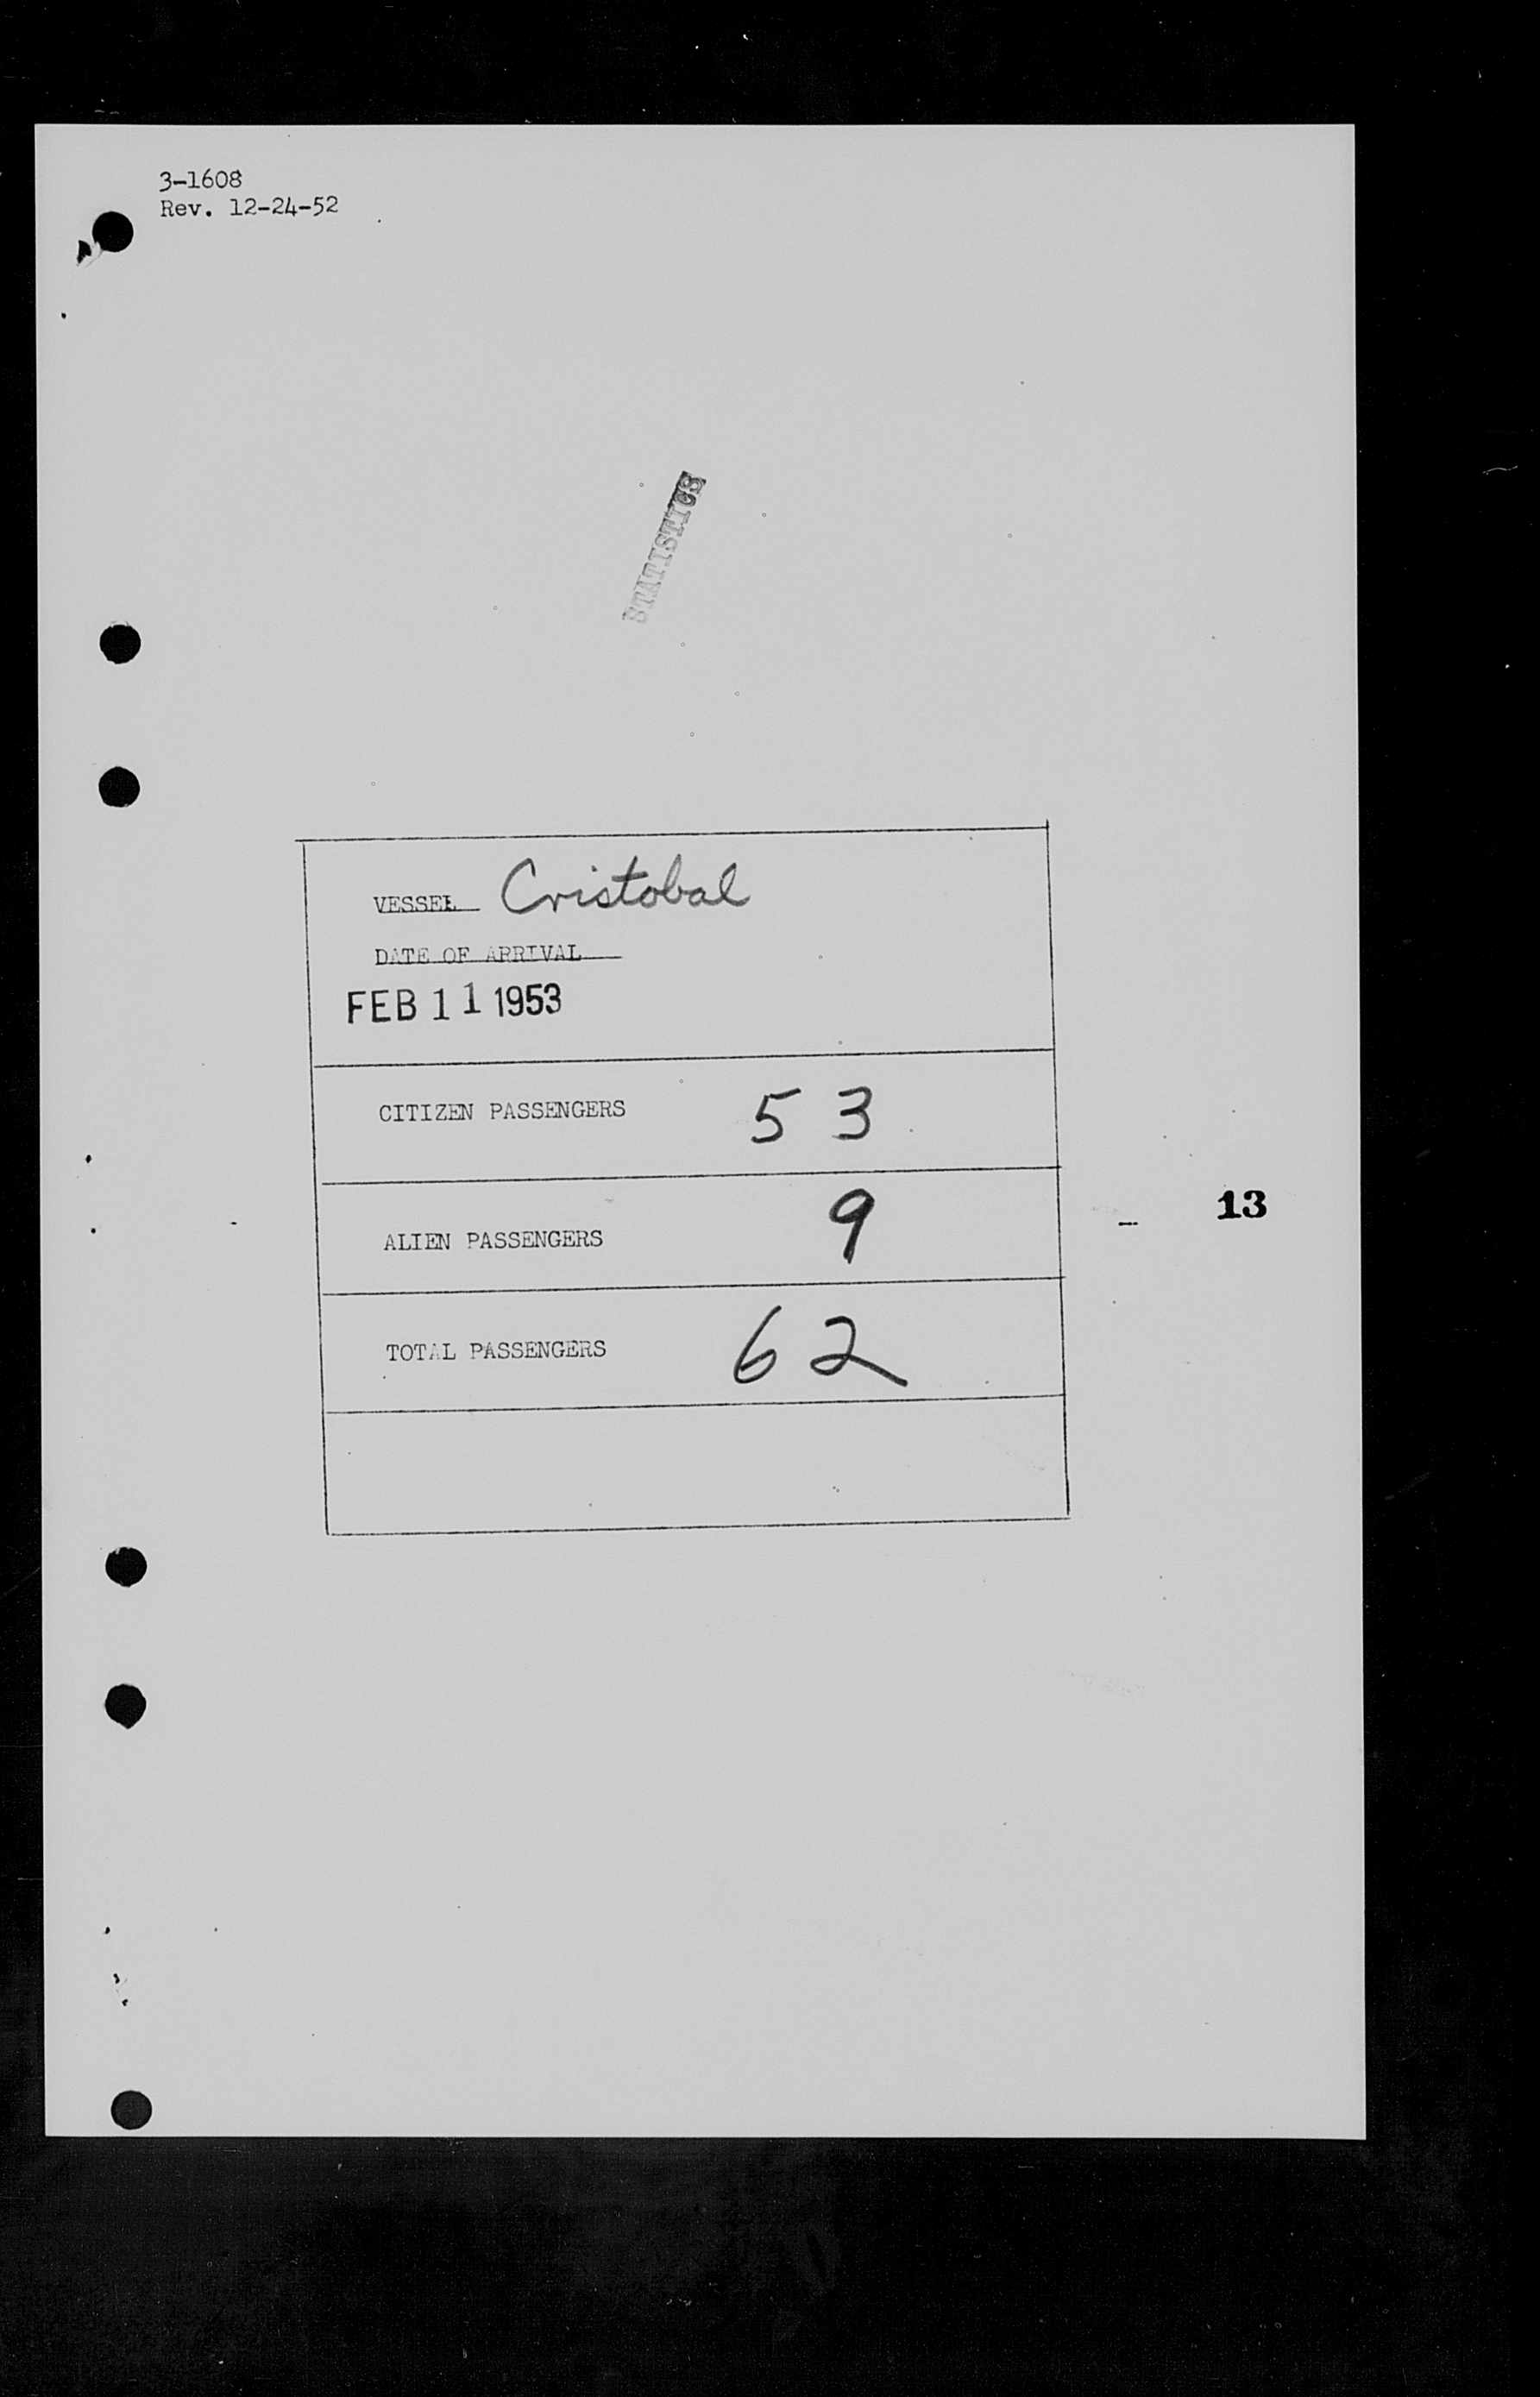 3-1608
Rev. 12-24-52
STATISTICS
VESSEL Cristobal
DATE OF ARRIVAL
FEB 11 1953
CITIZEN PASSENGERS 53
ALIEN PASSENGERS 9
13
TOTAL PASSENGERS 62